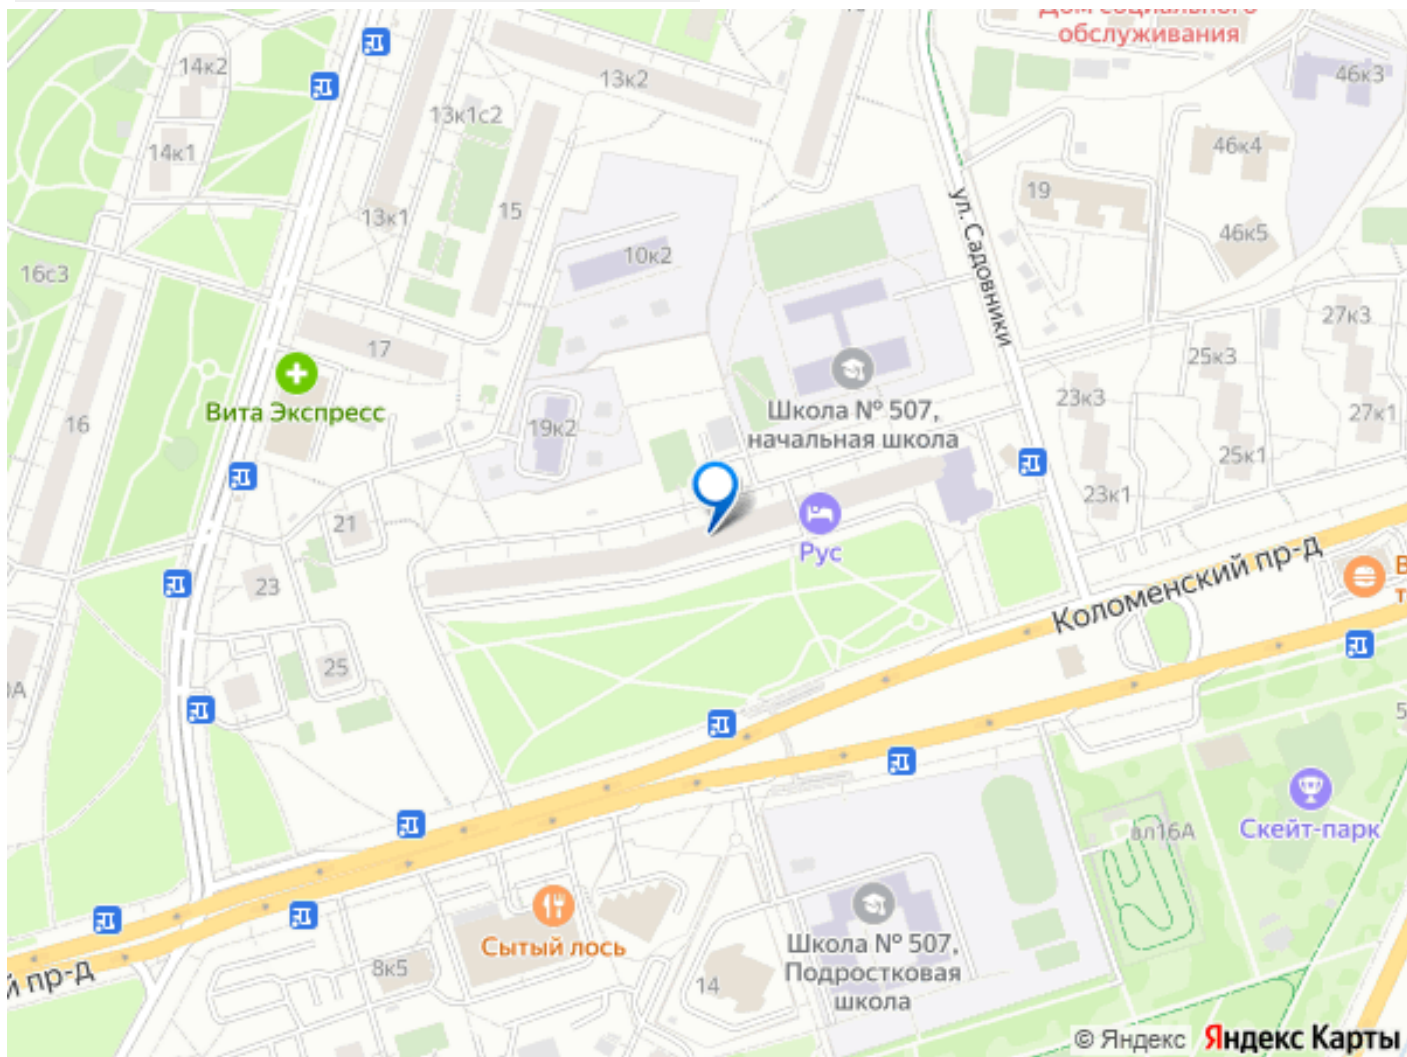 Дом социального
обслуживания
14к2
13к2
46к3
13к1с2
14к1
46к4
19
15
13к1
46к5
ул. Садовники
10к2
16с3
27к3
17
25к3
Вита Экспресс
23к3
Школа № 507,
начальная школа
27к1
16
19к2
25к1
23к1
21
Рус
Коломенский пр-д
23
25
вл16А
Скейт-парк
Сытый лось
Школа № 507,
Подростковая
школа
8к5
14
й пр-д
© Яндекс Яндекс Карты